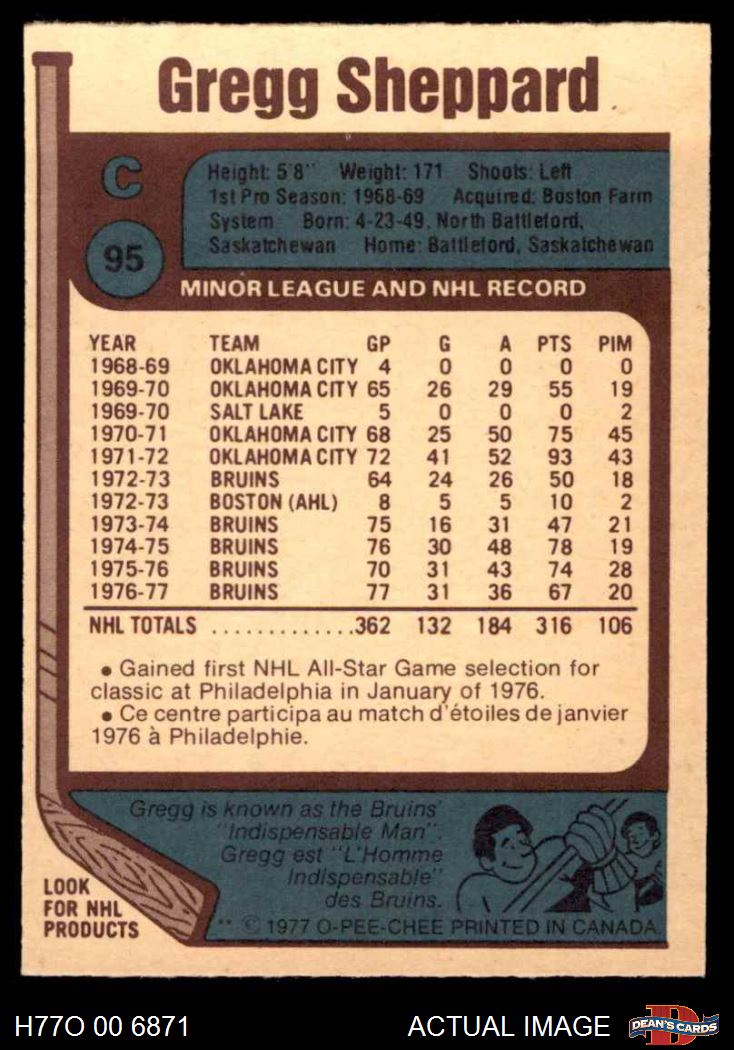 Gregg Sheppard
C
95
Height: 5'8" Weight: 171 Shoots: Left
1st Pro Season: 1968-69 Acquired: Boston Farm
System Born: 4-23-49, North Battleford,
Saskatchewan Home: Battleford, Saskatchewan
MINOR LEAGUE AND NHL RECORD
YEAR TEAM GP G A PTS PIM
1968-69 OKLAHOMA CITY 4 0 0 0 0
1969-70 OKLAHOMA CITY 65 26 29 55 19
1969-70 SALT LAKE 5 0 0 0 2
1970-71 OKLAHOMA CITY 68 25 50 75 45
1971-72 OKLAHOMA CITY 72 41 52 93 43
1972-73 BRUINS 64 24 26 50 18
1972-73 BOSTON (AHL) 8 5 5 10 2
1973-74 BRUINS 75 16 31 47 21
1974-75 BRUINS 76 30 48 78 19
1975-76 BRUINS 70 31 43 74 28
1976-77 BRUINS 77 31 36 67 20
NHL TOTALS .............362 132 184 316 106
• Gained first NHL All-Star Game selection for
classic at Philadelphia in January of 1976.
• Ce centre participa au match d'étoiles de janvier
1976 à Philadelphie.
Gregg is known as the Bruins'
"Indispensable Man".
Gregg est "L'Homme
Indispensable"
des Bruins.
LOOK
FOR NHL
PRODUCTS
** © 1977 O-PEE-CHEE PRINTED IN CANADA
H77O 00 6871 ACTUAL IMAGE
D
DEAN'S CARDS